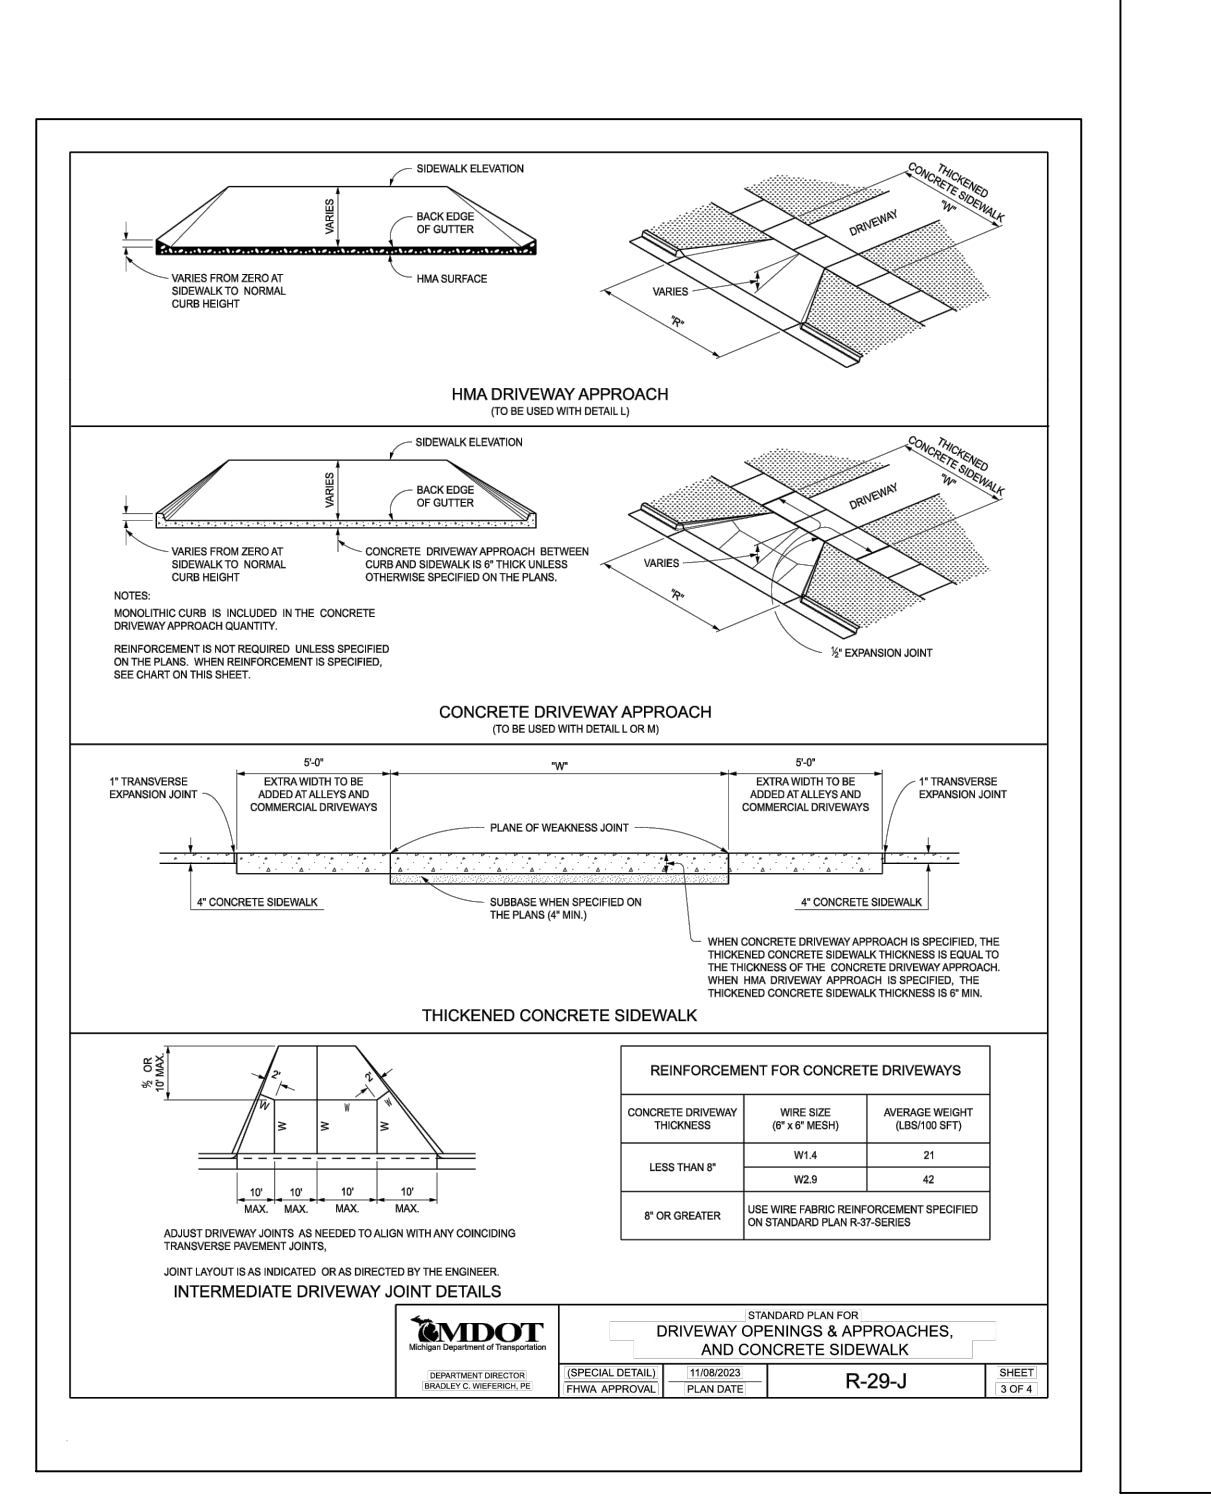 SIDEWALK ELEVATION
VARIES
BACK EDGE
OF GUTTER
HMA SURFACE
VARIES FROM ZERO AT
SIDEWALK TO NORMAL
CURB HEIGHT
THICKENED
CONCRETE SIDEWALK
"W"
DRIVEWAY
VARIES
"R"
HMA DRIVEWAY APPROACH
(TO BE USED WITH DETAIL L)
SIDEWALK ELEVATION
VARIES
BACK EDGE
OF GUTTER
VARIES FROM ZERO AT
SIDEWALK TO NORMAL
CURB HEIGHT
CONCRETE DRIVEWAY APPROACH BETWEEN
CURB AND SIDEWALK IS 6" THICK UNLESS
OTHERWISE SPECIFIED ON THE PLANS.
THICKENED
CONCRETE SIDEWALK
"W"
DRIVEWAY
VARIES
"R"
½" EXPANSION JOINT
NOTES:
MONOLITHIC CURB IS INCLUDED IN THE CONCRETE
DRIVEWAY APPROACH QUANTITY.
REINFORCEMENT IS NOT REQUIRED UNLESS SPECIFIED
ON THE PLANS. WHEN REINFORCEMENT IS SPECIFIED,
SEE CHART ON THIS SHEET.
CONCRETE DRIVEWAY APPROACH
(TO BE USED WITH DETAIL L OR M)
5'-0"
"W"
5'-0"
1" TRANSVERSE
EXPANSION JOINT
EXTRA WIDTH TO BE
ADDED AT ALLEYS AND
COMMERCIAL DRIVEWAYS
EXTRA WIDTH TO BE
ADDED AT ALLEYS AND
COMMERCIAL DRIVEWAYS
1" TRANSVERSE
EXPANSION JOINT
PLANE OF WEAKNESS JOINT
4" CONCRETE SIDEWALK
SUBBASE WHEN SPECIFIED ON
THE PLANS (4" MIN.)
4" CONCRETE SIDEWALK
WHEN CONCRETE DRIVEWAY APPROACH IS SPECIFIED, THE
THICKENED CONCRETE SIDEWALK THICKNESS IS EQUAL TO
THE THICKNESS OF THE CONCRETE DRIVEWAY APPROACH.
WHEN HMA DRIVEWAY APPROACH IS SPECIFIED, THE
THICKENED CONCRETE SIDEWALK THICKNESS IS 6" MIN.
THICKENED CONCRETE SIDEWALK
OR
10' MAX.
2'
2'
W
W
W
W
W
W
10'
MAX.
10'
MAX.
10'
MAX.
10'
MAX.
ADJUST DRIVEWAY JOINTS AS NEEDED TO ALIGN WITH ANY COINCIDING
TRANSVERSE PAVEMENT JOINTS,
JOINT LAYOUT IS AS INDICATED OR AS DIRECTED BY THE ENGINEER.
INTERMEDIATE DRIVEWAY JOINT DETAILS
REINFORCEMENT FOR CONCRETE DRIVEWAYS
CONCRETE DRIVEWAY
THICKNESS
WIRE SIZE
(6" x 6" MESH)
AVERAGE WEIGHT
(LBS/100 SFT)
LESS THAN 8"
W1.4
21
W2.9
42
8" OR GREATER
USE WIRE FABRIC REINFORCEMENT SPECIFIED
ON STANDARD PLAN R-37-SERIES
MDOT
Michigan Department of Transportation
DEPARTMENT DIRECTOR
BRADLEY C. WIEFERICH, PE
STANDARD PLAN FOR
DRIVEWAY OPENINGS & APPROACHES,
AND CONCRETE SIDEWALK
(SPECIAL DETAIL)
FHWA APPROVAL
11/08/2023
PLAN DATE
R-29-J
SHEET
3 OF 4